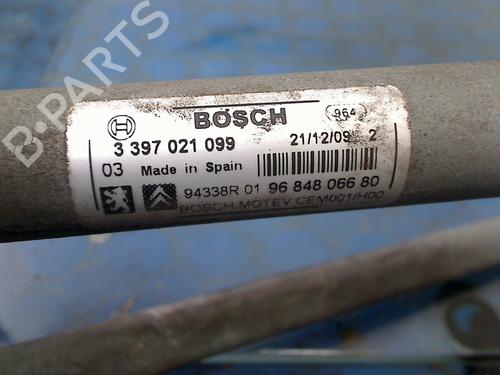 B-PARTS
BOSCH
964
3 397 021 099
21/12/09 2
03 Made in Spain
94338R 01 96 848 066 80
BOSCH MOTEV CEM001/HD0